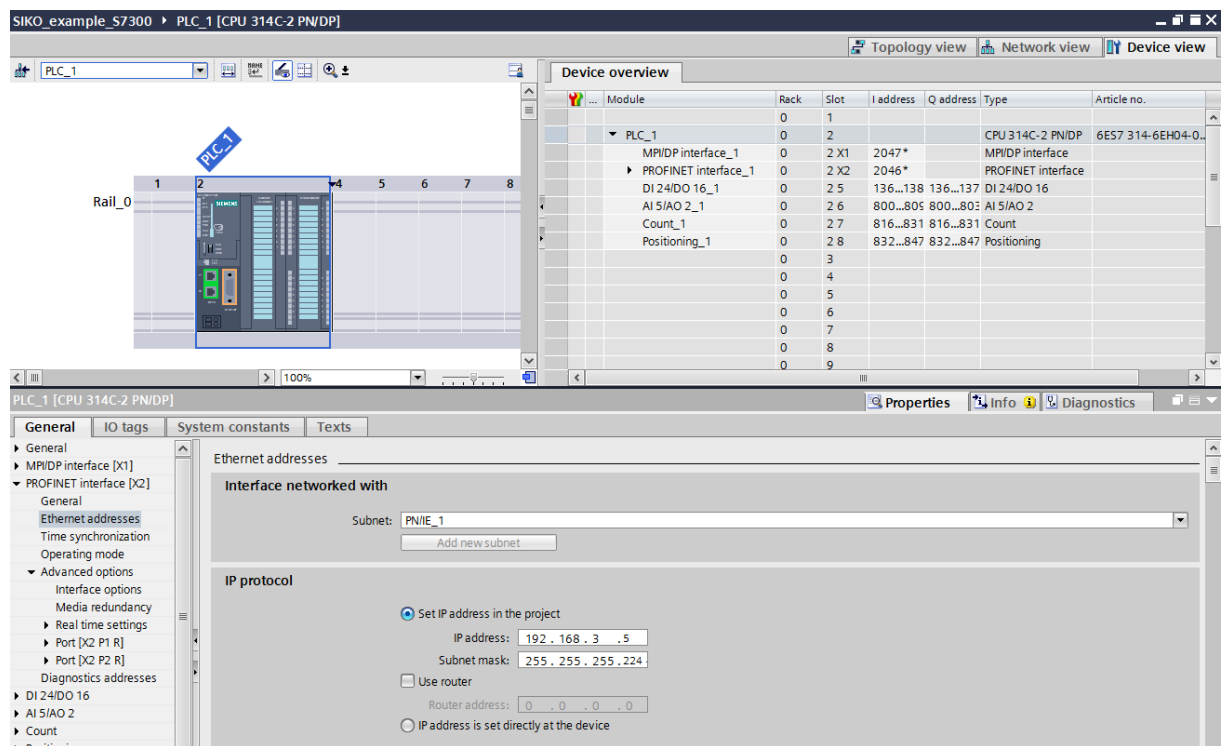 SIKO_example_S7300 ▸ PLC_1 [CPU 314C-2 PN/DP]
Topology view Network view Device view
PLC_1
Device overview
... Module Rack Slot I address Q address Type Article no.
0 1
PLC_1 0 2 CPU 314C-2 PN/DP 6ES7 314-6EH04-0..
MPI/DP interface_1 0 2 X1 2047* MPI/DP interface
PROFINET interface_1 0 2 X2 2046* PROFINET interface
DI 24/DO 16_1 0 2 5 136...138 136...137 DI 24/DO 16
AI 5/AO 2_1 0 2 6 800...809 800...803 AI 5/AO 2
Count_1 0 2 7 816...831 816...831 Count
Positioning_1 0 2 8 832...847 832...847 Positioning
0 3
0 4
0 5
0 6
0 7
0 8
0 9
PLC_1
1 2 4 5 6 7 8
Rail_0
SIEMENS
100%
PLC_1 [CPU 314C-2 PN/DP]
Properties Info Diagnostics
General IO tags System constants Texts
General
MPI/DP interface [X1]
PROFINET interface [X2]
General
Ethernet addresses
Time synchronization
Operating mode
Advanced options
Interface options
Media redundancy
Real time settings
Port [X2 P1 R]
Port [X2 P2 R]
Diagnostics addresses
DI 24/DO 16
AI 5/AO 2
Count
Ethernet addresses
Interface networked with
Subnet: PN/IE_1
Add new subnet
IP protocol
Set IP address in the project
IP address: 192 . 168 . 3 . 5
Subnet mask: 255 . 255 . 255 .224
Use router
Router address: 0 . 0 . 0 . 0
IP address is set directly at the device